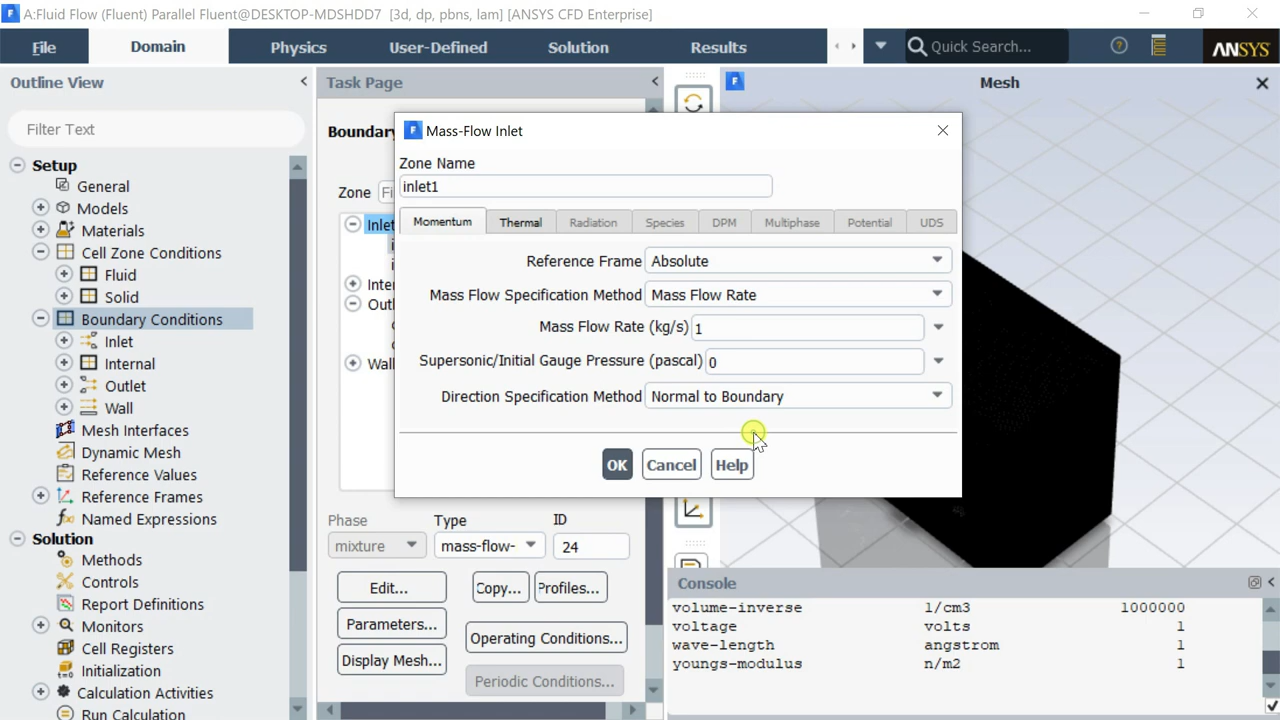 A:Fluid Flow (Fluent) Parallel Fluent@DESKTOP-MDSHDD7 [3d, dp, pbns, lam] [ANSYS CFD Enterprise]
File Domain Physics User-Defined Solution Results Quick Search... ANSYS
Outline View
Filter Text
Setup
General
Models
Materials
Cell Zone Conditions
Fluid
Solid
Boundary Conditions
Inlet
Internal
Outlet
Wall
Mesh Interfaces
Dynamic Mesh
Reference Values
Reference Frames
Named Expressions
Solution
Methods
Controls
Report Definitions
Monitors
Cell Registers
Initialization
Calculation Activities
Run Calculation
Task Page
Boundary
Zone Fi
Inlet
Inter
Outl
Wall
Phase Type ID
mixture mass-flow- 24
Edit... Copy... Profiles...
Parameters... Operating Conditions...
Display Mesh... Periodic Conditions...
Mass-Flow Inlet
Zone Name
inlet1
Momentum Thermal Radiation Species DPM Multiphase Potential UDS
Reference Frame Absolute
Mass Flow Specification Method Mass Flow Rate
Mass Flow Rate (kg/s) 1
Supersonic/Initial Gauge Pressure (pascal) 0
Direction Specification Method Normal to Boundary
OK Cancel Help
Mesh
Console
volume-inverse 1/cm3 1000000
voltage volts 1
wave-length angstrom 1
youngs-modulus n/m2 1